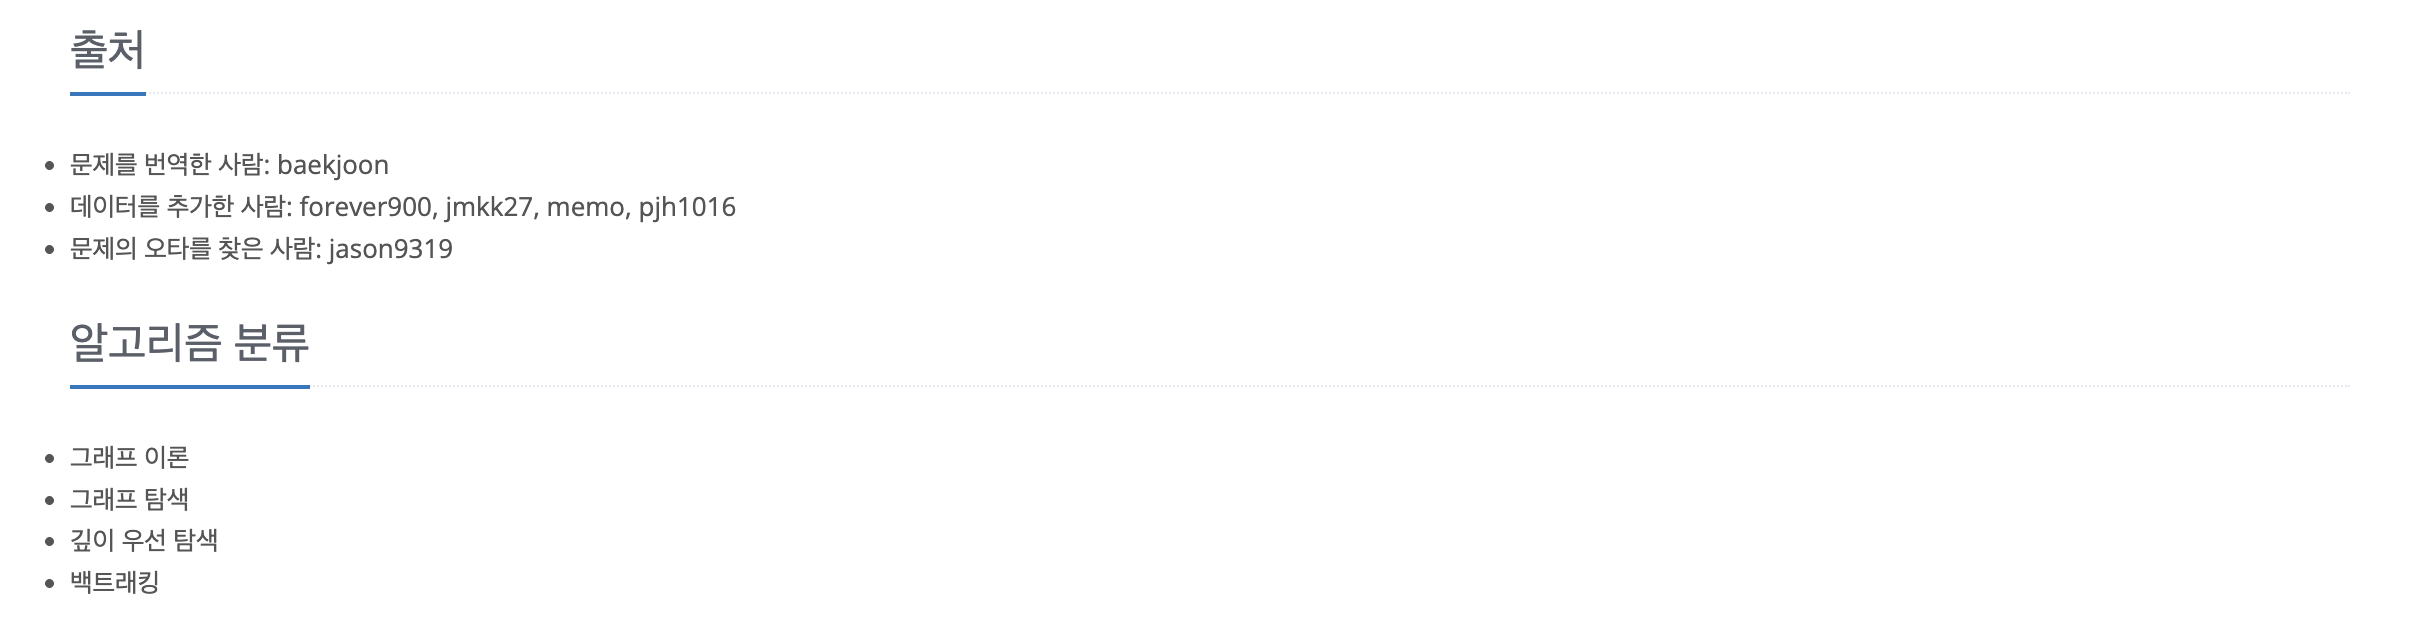 출처
문제를 번역한 사람: baekjoon
데이터를 추가한 사람: forever900, jmkk27, memo, pjh1016
문제의 오타를 찾은 사람: jason9319
알고리즘 분류
그래프 이론
그래프 탐색
깊이 우선 탐색
백트래킹